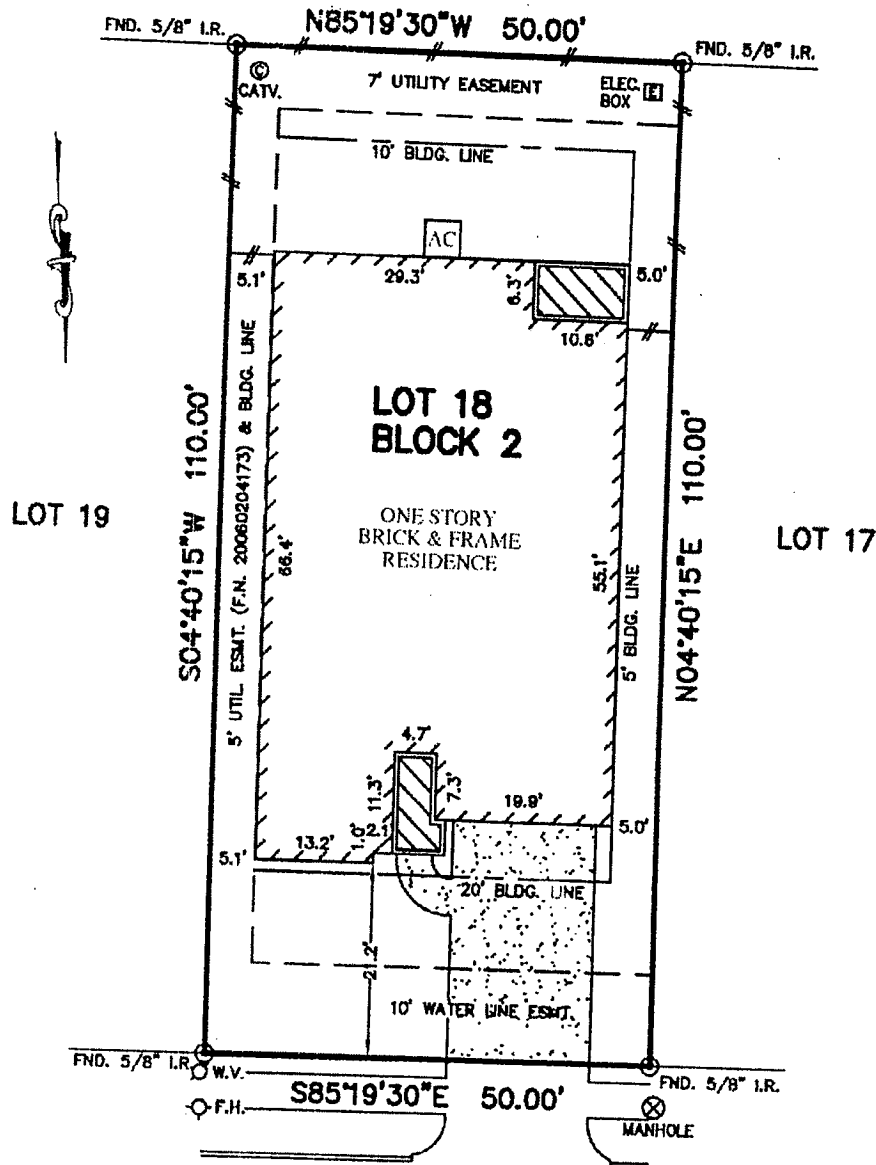 N85°19'30"W 50.00'
FND. 5/8" I.R.
FND. 5/8" I.R.
©
CATV.
7' UTILITY EASEMENT
ELEC.
BOX
E
10' BLDG. LINE
AC
5.1'
29.3'
6.3'
5.0'
10.6'
LOT 18
BLOCK 2
ONE STORY
BRICK & FRAME
RESIDENCE
LOT 19
S04°40'15"W 110.00'
5' UTIL. ESMT. (F.N. 20060204173) & BLDG. LINE
66.4'
55.1'
5' BLDG. LINE
N04°40'15"E 110.00'
LOT 17
4.7'
11.3'
7.3'
19.9'
5.0'
5.1'
13.2'
1.0'
2.1'
20' BLDG. LINE
21.2'
10' WATER LINE ESMT.
FND. 5/8" I.R.
W.V.
F.H.
S85°19'30"E 50.00'
FND. 5/8" I.R.
MANHOLE